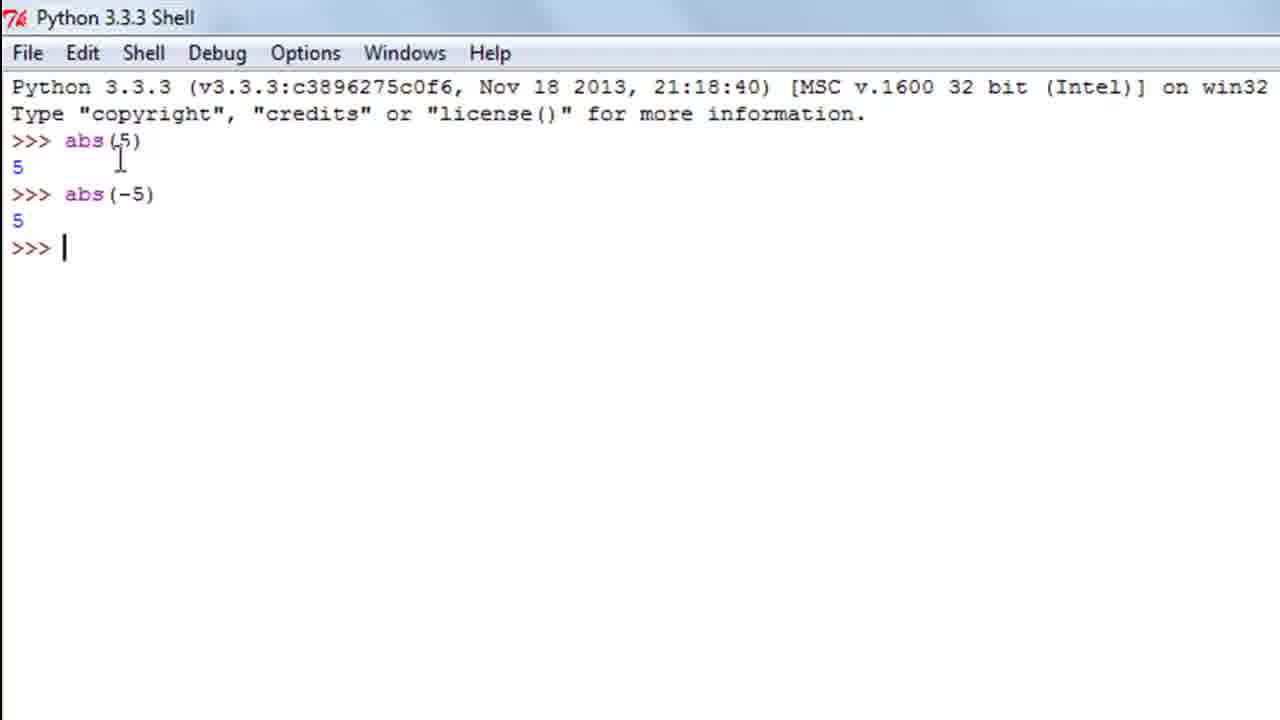 Python 3.3.3 Shell
File Edit Shell Debug Options Windows Help
Python 3.3.3 (v3.3.3:c3896275c0f6, Nov 18 2013, 21:18:40) [MSC v.1600 32 bit (Intel)] on win32
Type "copyright", "credits" or "license()" for more information.
>>> abs(5)
5
>>> abs(-5)
5
>>>